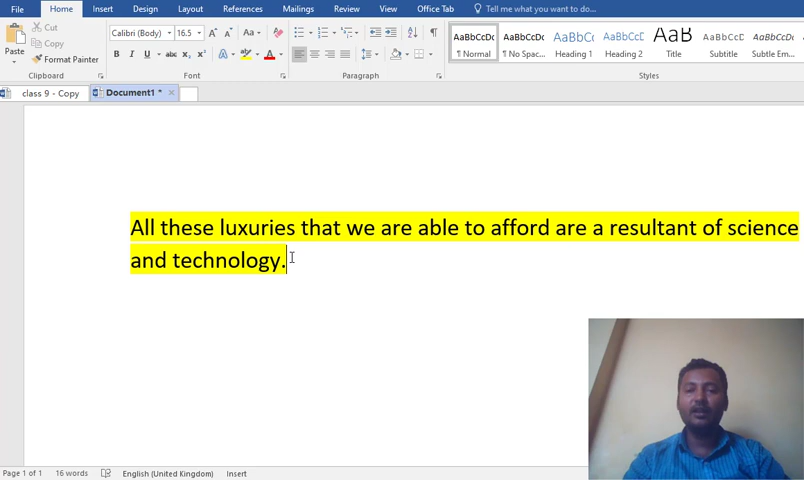 File Home Insert Design Layout References Mailings Review View Office Tab Tell me what you want to do...
Cut
Copy
Format Painter
Paste
Calibri (Body) 16.5
B I U abc
AaBbCcDc AaBbCcDc AaBbC AaBbCcD AaB AaBbCcD AaBbCcDc
¶ Normal ¶ No Spac... Heading 1 Heading 2 Title Subtitle Subtle Em...
Clipboard Font Paragraph Styles
class 9 - Copy Document1 *
All these luxuries that we are able to afford are a resultant of science
and technology.
Page 1 of 1 16 words English (United Kingdom) Insert